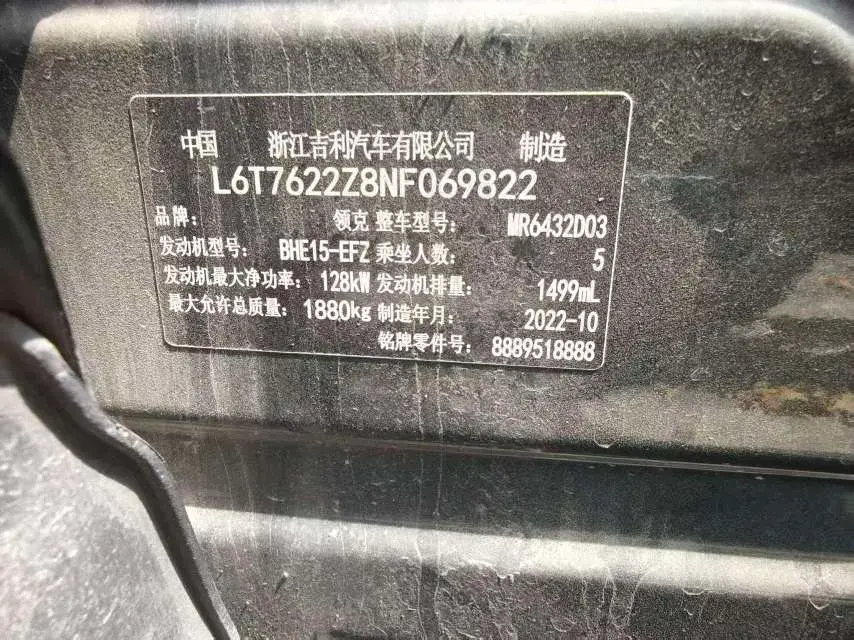 中国 浙江吉利汽车有限公司 制造
L6T7622Z8NF069822
品牌： 领克 整车型号： MR6432D03
发动机型号： BHE15-EFZ 乘坐人数： 5
发动机最大净功率： 128kW 发动机排量： 1499mL
最大允许总质量： 1880kg 制造年月： 2022-10
铭牌零件号： 8889518888